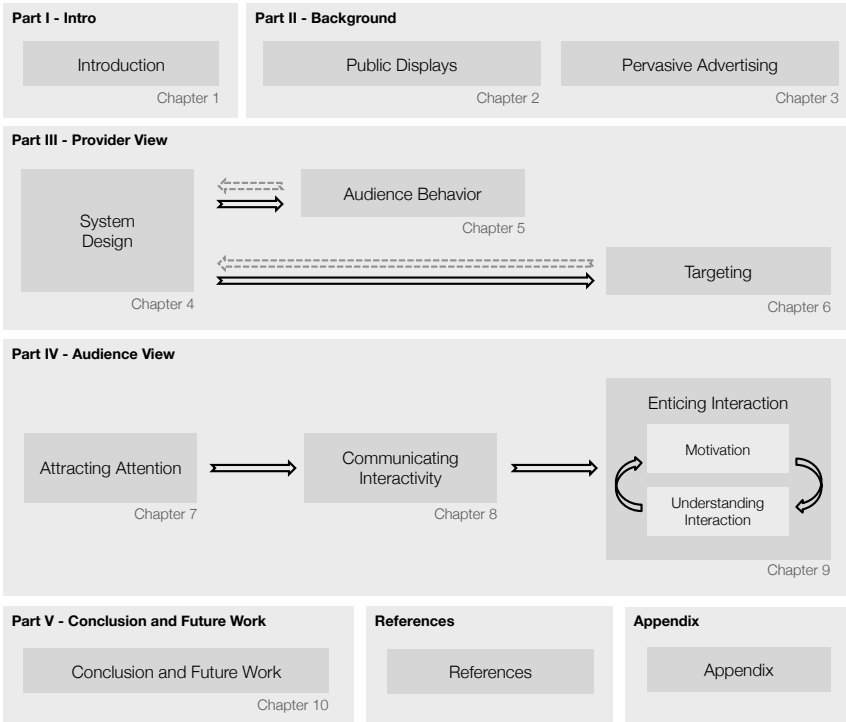 Part I - Intro
Introduction
Chapter 1
Part II - Background
Public Displays
Chapter 2
Pervasive Advertising
Chapter 3
Part III - Provider View
System
Design
Chapter 4
Audience Behavior
Chapter 5
Targeting
Chapter 6
Part IV - Audience View
Attracting Attention
Chapter 7
Communicating
Interactivity
Chapter 8
Enticing Interaction
Motivation
Understanding
Interaction
Chapter 9
Part V - Conclusion and Future Work
Conclusion and Future Work
Chapter 10
References
References
Appendix
Appendix